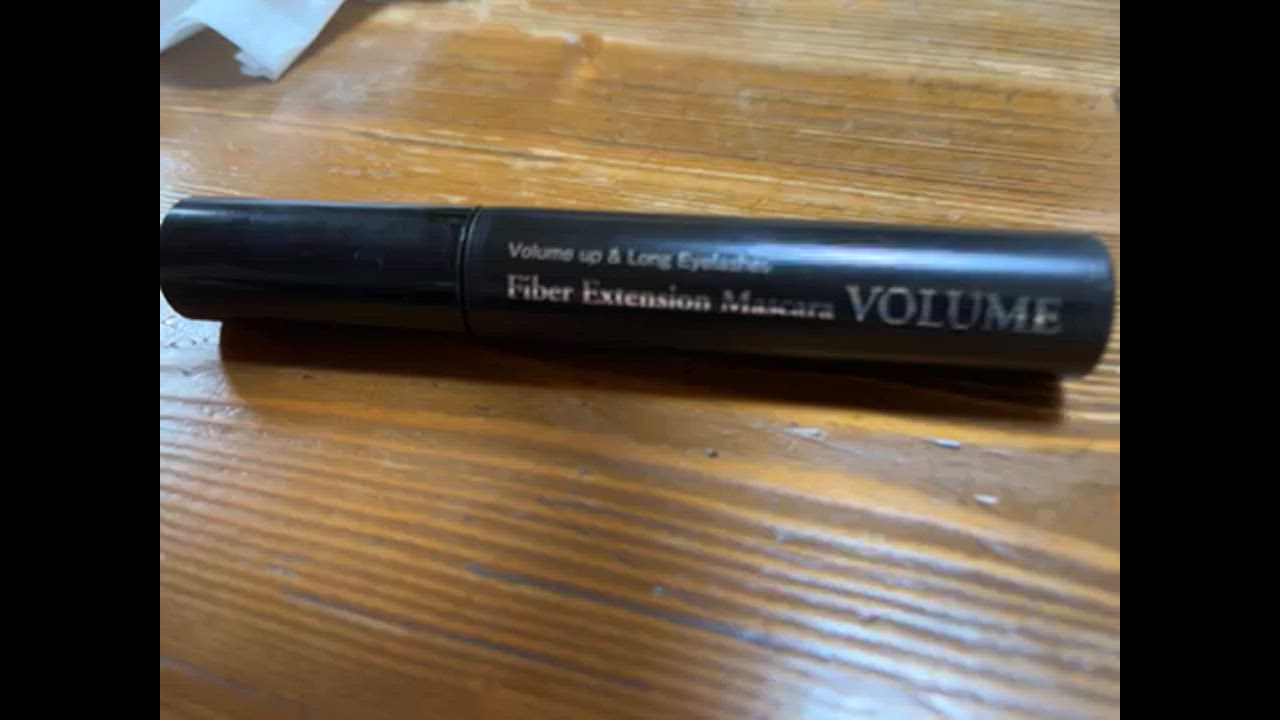 Volume up & Long Eyelashes
Fiber Extension Mascara VOLUME